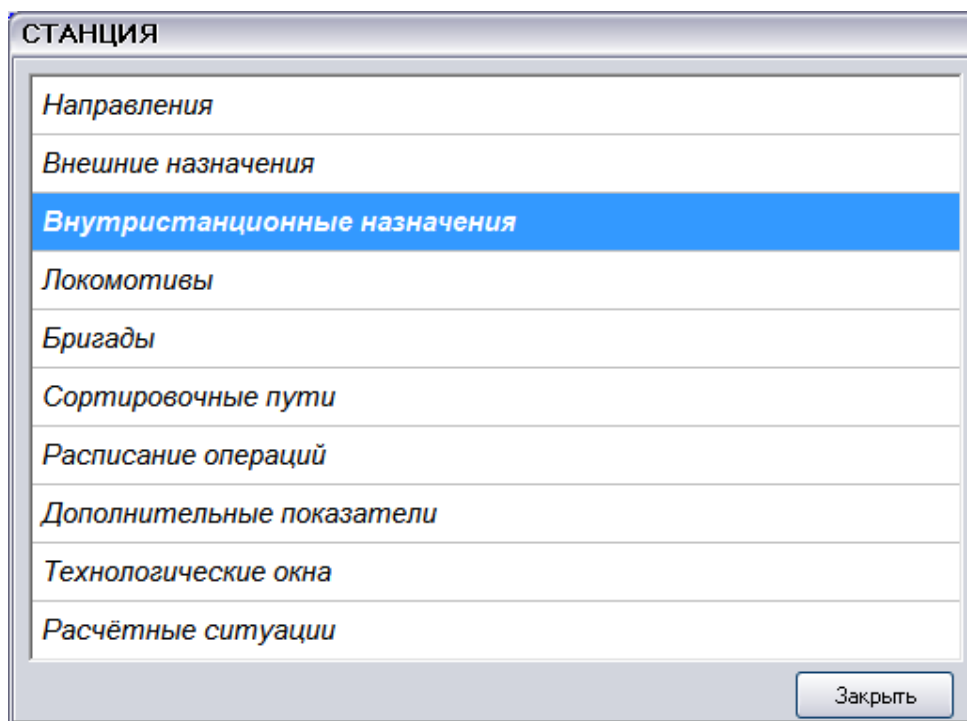 СТАНЦИЯ
Направления
Внешние назначения
Внутристанционные назначения
Локомотивы
Бригады
Сортировочные пути
Расписание операций
Дополнительные показатели
Технологические окна
Расчётные ситуации
Закрыть